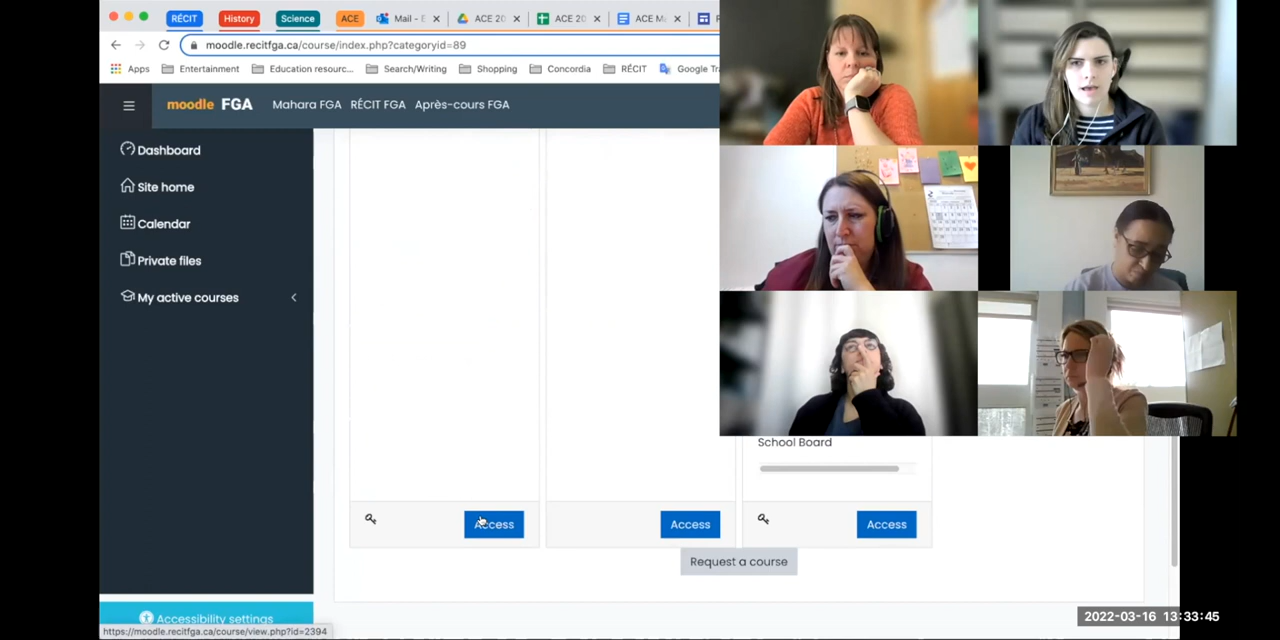 RÉCIT History Science ACE Mail - E ACE 20 ACE 20 ACE M
moodle.recitfga.ca/course/index.php?categoryid=89
Apps Entertainment Education resourc... Search/Writing Shopping Concordia RÉCIT Google Tra
moodle FGA Mahara FGA RÉCIT FGA Après-cours FGA
Dashboard
Site home
Calendar
Private files
My active courses
School Board
Access Access Access
Request a course
Accessibility settings
https://moodle.recitfga.ca/course/view.php?id=2394
2022-03-16 13:33:45